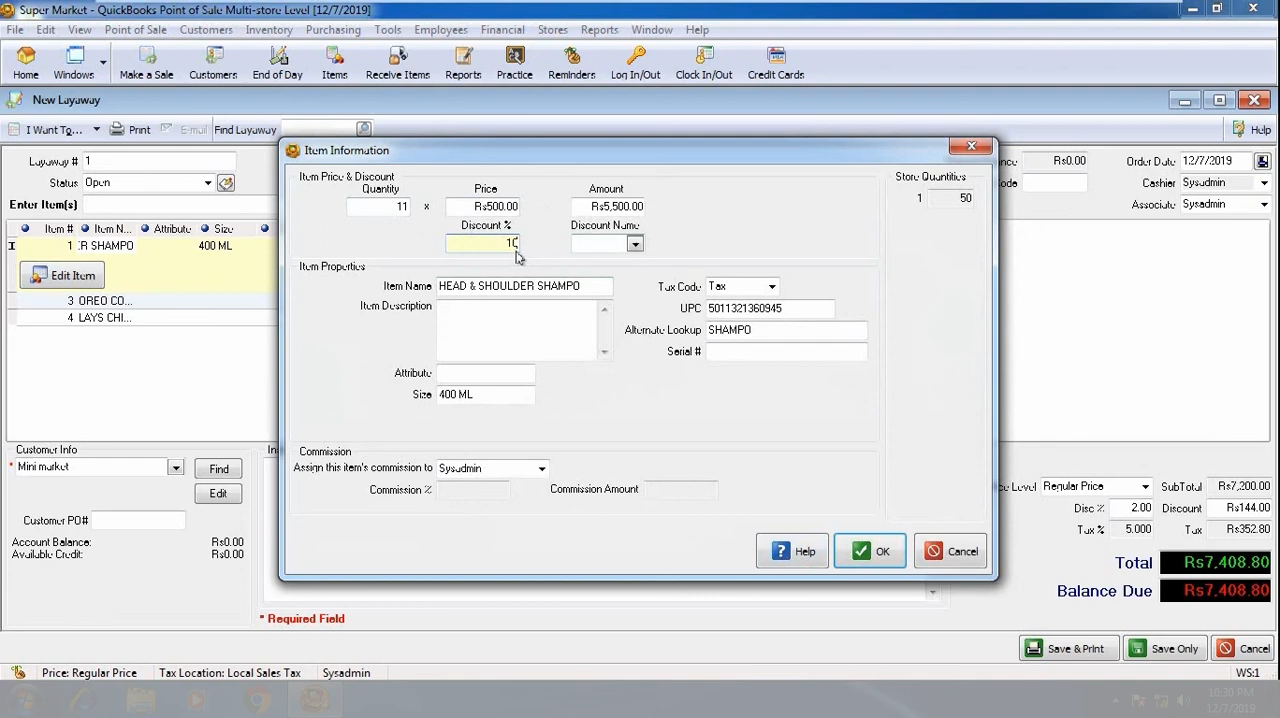 Super Market - QuickBooks Point of Sale Multi-store Level [12/7/2019]
File Edit View Point of Sale Customers Inventory Purchasing Tools Employees Financial Stores Reports Window Help
Home Windows Make a Sale Customers End of Day Items Receive Items Reports Practice Reminders Log In/Out Clock In/Out Credit Cards
New Layaway
I Want To... Print E-mail Find Layaway Help
Layaway # 1
Status Open
Enter Item(s)
Item # Item N... Attribute Size
1 :R SHAMPO 400 ML
Edit Item
3 OREO CO...
4 LAYS CHI...
Customer Info
* Mini market Find
Edit
Customer PO#
Account Balance: Rs0.00
Available Credit: Rs0.00
* Required Field
Item Information
Item Price & Discount
Quantity Price Amount
11 x Rs500.00 Rs5,500.00
Discount % Discount Name
10
Item Properties
Item Name HEAD & SHOULDER SHAMPO
Item Description
Attribute
Size 400 ML
Tax Code Tax
UPC 5011321360945
Alternate Lookup SHAMPO
Serial #
Commission
Assign this item's commission to Sysadmin
Commission % Commission Amount
Store Quantities
1 50
Help OK Cancel
Rs0.00 Order Date 12/7/2019
Code Cashier Sysadmin
Associate Sysadmin
Level Regular Price SubTotal Rs7,200.00
Disc % 2.00 Discount Rs144.00
Tax % 5.000 Tax Rs352.80
Total Rs7,408.80
Balance Due Rs7,408.80
Save & Print Save Only Cancel
Price: Regular Price Tax Location: Local Sales Tax Sysadmin WS:1
10:30 PM
12/7/2019